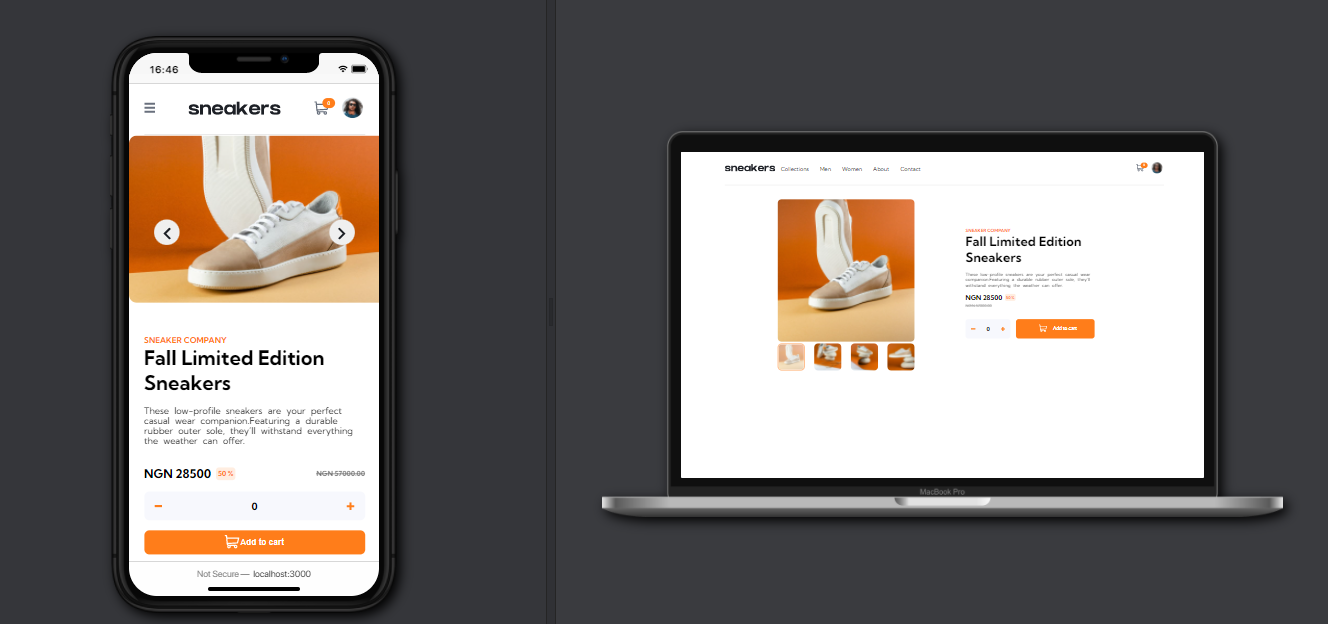 16:46
sneakers
SNEAKER COMPANY
Fall Limited Edition
Sneakers
These low-profile sneakers are your perfect
casual wear companion.Featuring a durable
rubber outer sole, they'll withstand everything
the weather can offer.
NGN 28500 50 % NGN 57000.00
− 0 +
Add to cart
Not Secure — localhost:3000
sneakers Collections Men Women About Contact
SNEAKER COMPANY
Fall Limited Edition
Sneakers
These low-profile sneakers are your perfect casual wear
companion.Featuring a durable rubber outer sole, they'll
withstand everything the weather can offer.
NGN 28500 50%
− 0 +
Add to cart
MacBook Pro